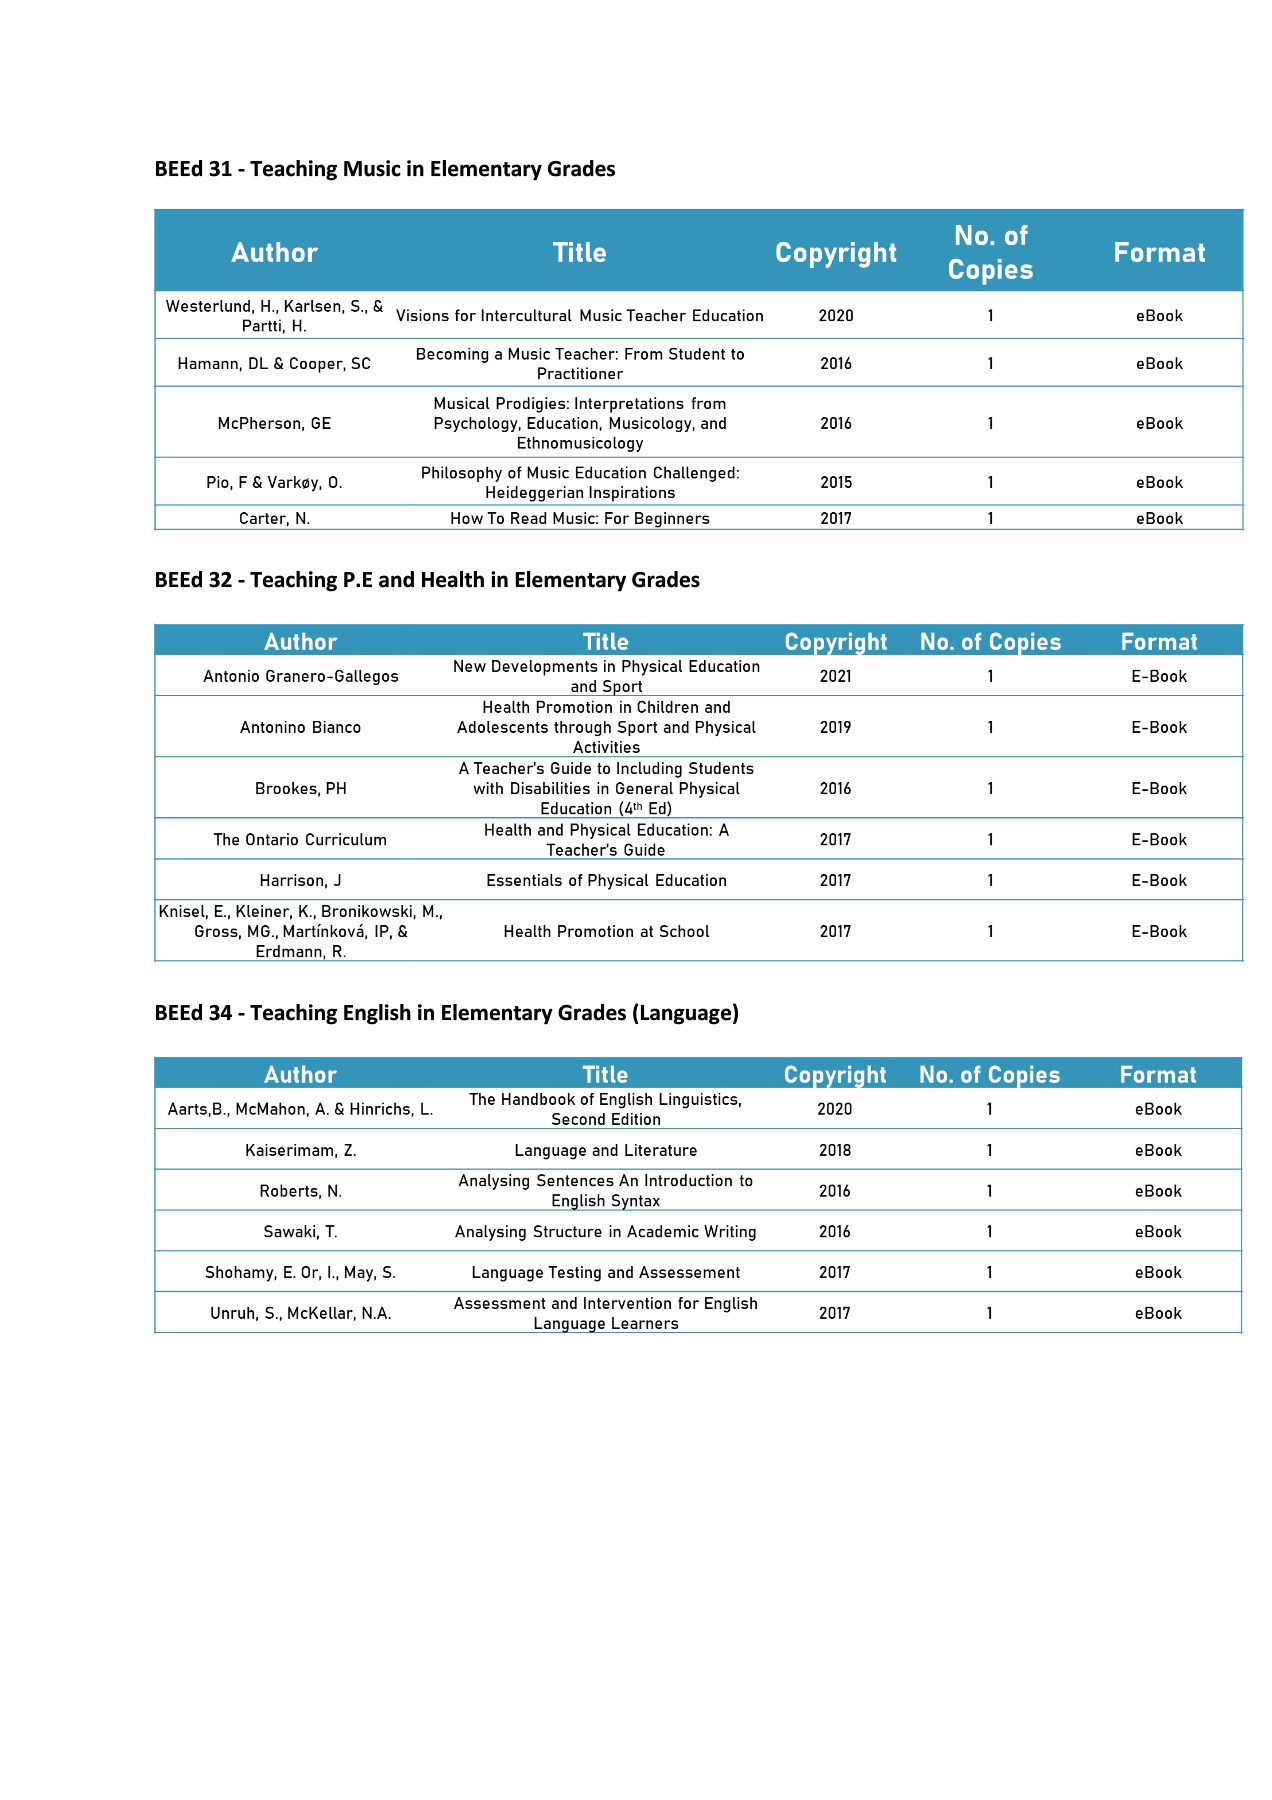 BEEd 31 - Teaching Music in Elementary Grades
Author Title Copyright No. of Copies Format
Westerlund, H., Karlsen, S., & Partti, H. Visions for Intercultural Music Teacher Education 2020 1 eBook
Hamann, DL & Cooper, SC Becoming a Music Teacher: From Student to Practitioner 2016 1 eBook
McPherson, GE Musical Prodigies: Interpretations from Psychology, Education, Musicology, and Ethnomusicology 2016 1 eBook
Pio, F & Varkøy, O. Philosophy of Music Education Challenged: Heideggerian Inspirations 2015 1 eBook
Carter, N. How To Read Music: For Beginners 2017 1 eBook
BEEd 32 - Teaching P.E and Health in Elementary Grades
Author Title Copyright No. of Copies Format
Antonio Granero-Gallegos New Developments in Physical Education and Sport 2021 1 E-Book
Antonino Bianco Health Promotion in Children and Adolescents through Sport and Physical Activities 2019 1 E-Book
Brookes, PH A Teacher's Guide to Including Students with Disabilities in General Physical Education (4th Ed) 2016 1 E-Book
The Ontario Curriculum Health and Physical Education: A Teacher's Guide 2017 1 E-Book
Harrison, J Essentials of Physical Education 2017 1 E-Book
Knisel, E., Kleiner, K., Bronikowski, M., Gross, MG., Martínková, IP, & Erdmann, R. Health Promotion at School 2017 1 E-Book
BEEd 34 - Teaching English in Elementary Grades (Language)
Author Title Copyright No. of Copies Format
Aarts,B., McMahon, A. & Hinrichs, L. The Handbook of English Linguistics, Second Edition 2020 1 eBook
Kaiserimam, Z. Language and Literature 2018 1 eBook
Roberts, N. Analysing Sentences An Introduction to English Syntax 2016 1 eBook
Sawaki, T. Analysing Structure in Academic Writing 2016 1 eBook
Shohamy, E. Or, I., May, S. Language Testing and Assessement 2017 1 eBook
Unruh, S., McKellar, N.A. Assessment and Intervention for English Language Learners 2017 1 eBook